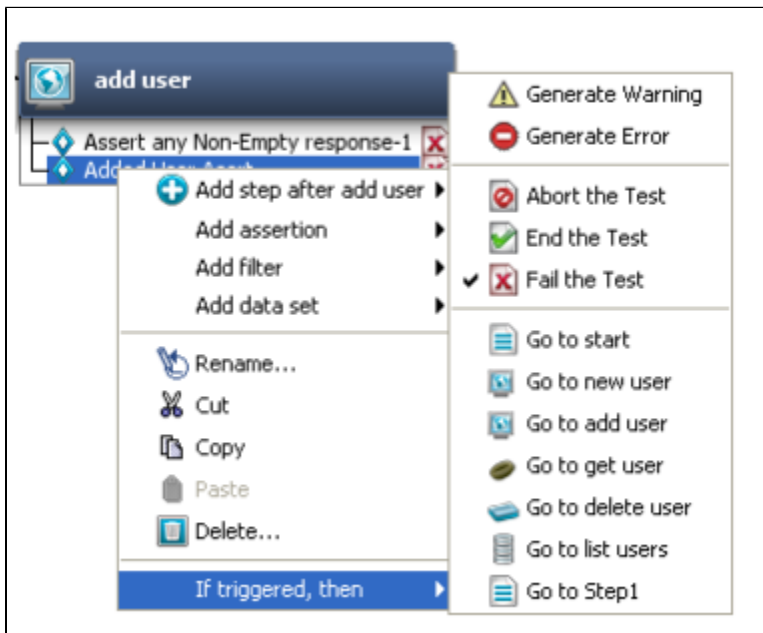 add user
Assert any Non-Empty response-1
Added User Asert
Add step after add user
Add assertion
Add filter
Add data set
Rename...
Cut
Copy
Paste
Delete...
If triggered, then
Generate Warning
Generate Error
Abort the Test
End the Test
Fail the Test
Go to start
Go to new user
Go to add user
Go to get user
Go to delete user
Go to list users
Go to Step1